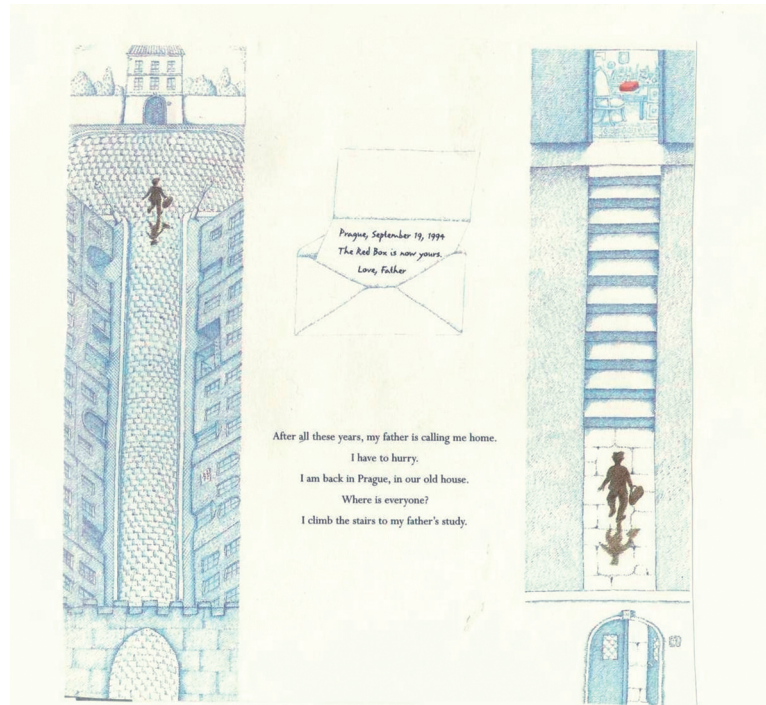 Prague, September 19, 1994
The Red Box is now yours.
Love, Father
After all these years, my father is calling me home.
I have to hurry.
I am back in Prague, in our old house.
Where is everyone?
I climb the stairs to my father's study.